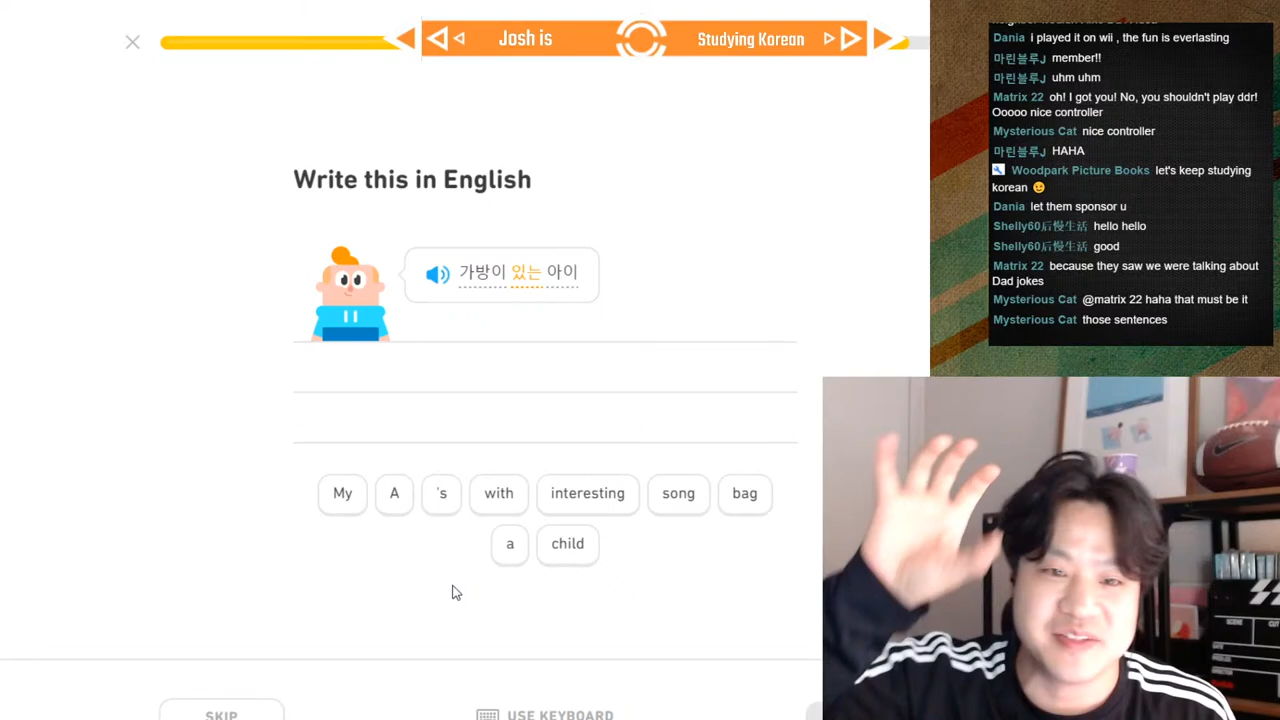 Josh is
Studying Korean
Write this in English
가방이 있는 아이
My A 's with interesting song bag
a child
SKIP
USE KEYBOARD
Dania i played it on wii , the fun is everlasting
마린블루J member!!
마린블루J uhm uhm
Matrix 22 oh! I got you! No, you shouldn't play ddr!
Ooooo nice controller
Mysterious Cat nice controller
마린블루J HAHA
Woodpark Picture Books let's keep studying
korean 😉
Dania let them sponsor u
Shelly60后慢生活 hello hello
Shelly60后慢生活 good
Matrix 22 because they saw we were talking about
Dad jokes
Mysterious Cat @matrix 22 haha that must be it
Mysterious Cat those sentences